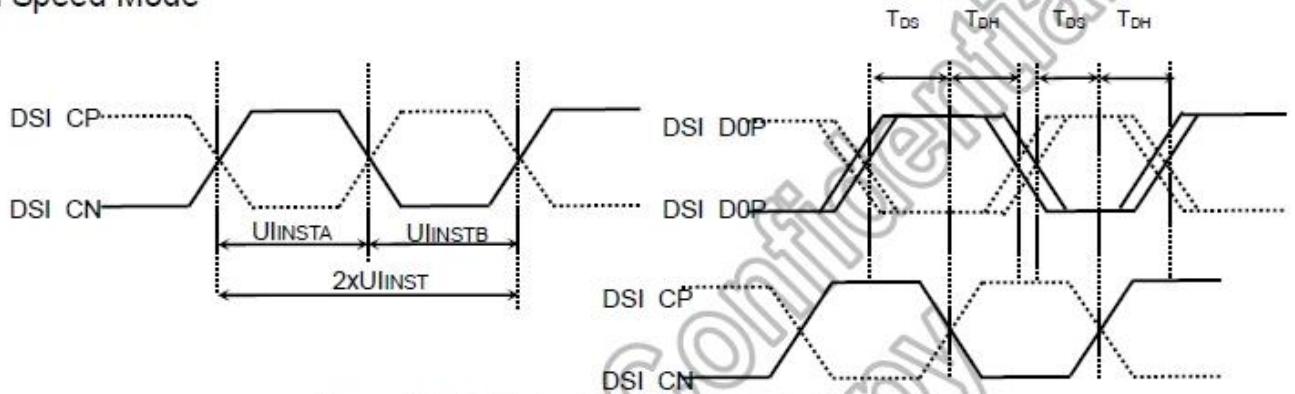 Speed Mode
TDS TDH TDS TDH
DSI CP
DSI CN
UIINSTA UIINSTB
2xUIINST
DSI D0P
DSI D0P
DSI CP
DSI CN
Confidential